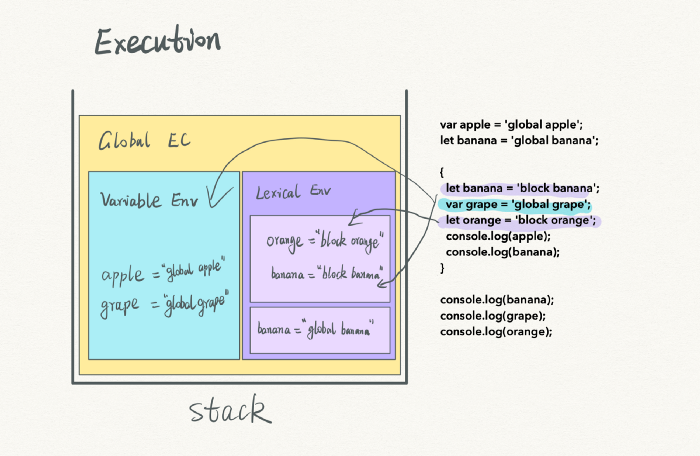 Execution
Global EC
Variable Env
apple = "global apple"
grape = "global grape"
Lexical Env
orange = "block orange"
banana = "block banana"
banana = "global banana"
stack
var apple = 'global apple';
let banana = 'global banana';
{
let banana = 'block banana';
var grape = 'global grape';
let orange = 'block orange';
console.log(apple);
console.log(banana);
}
console.log(banana);
console.log(grape);
console.log(orange);